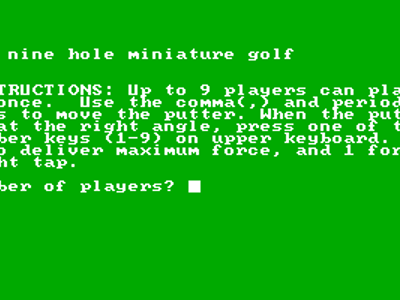 nine hole miniature golf
TRUCTIONS: Up to 9 players can pla
once. Use the comma(,) and period
s to move the putter. When the put
at the right angle, press one of t
ber keys (1-9) on upper keyboard.
o deliver maximum force, and 1 for
ht tap.
ber of players?